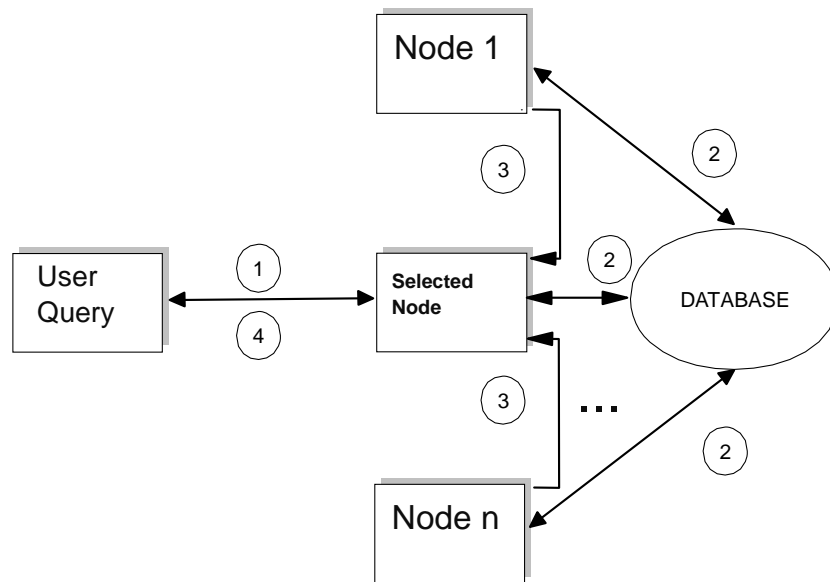 Node 1
2
3
User
Query
1
Selected
Node
2
DATABASE
4
3
...
2
Node n